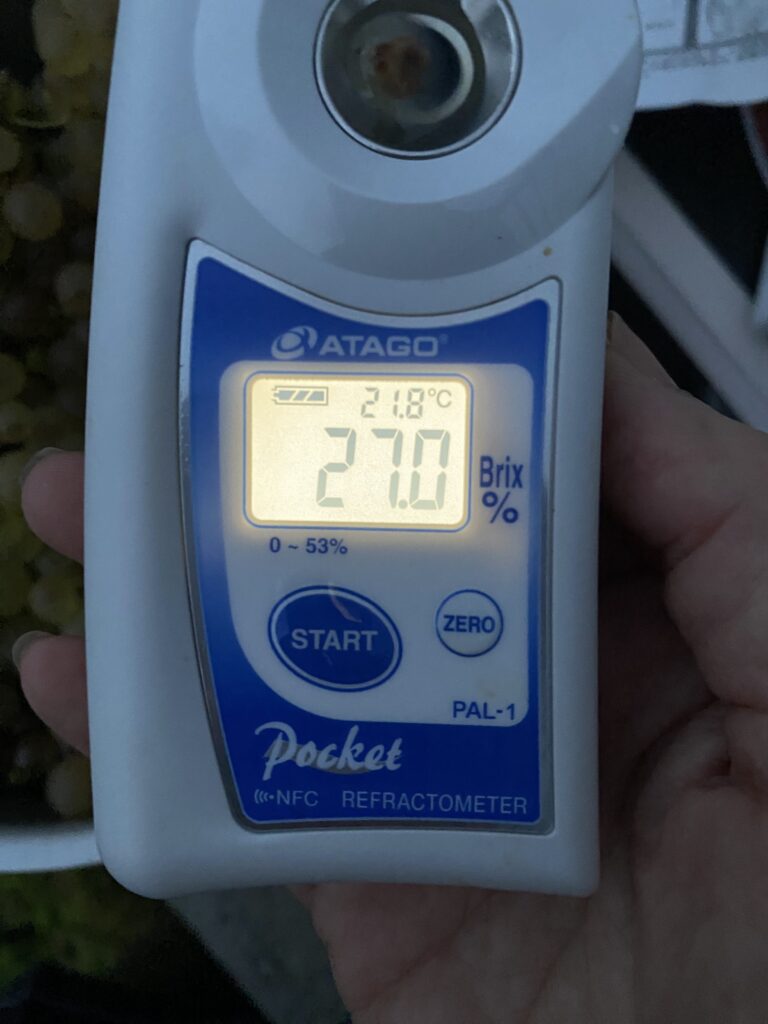 ATAGO®
21.8°C
27.0
Brix
%
0 ~ 53%
START
ZERO
PAL-1
Pocket
NFC REFRACTOMETER